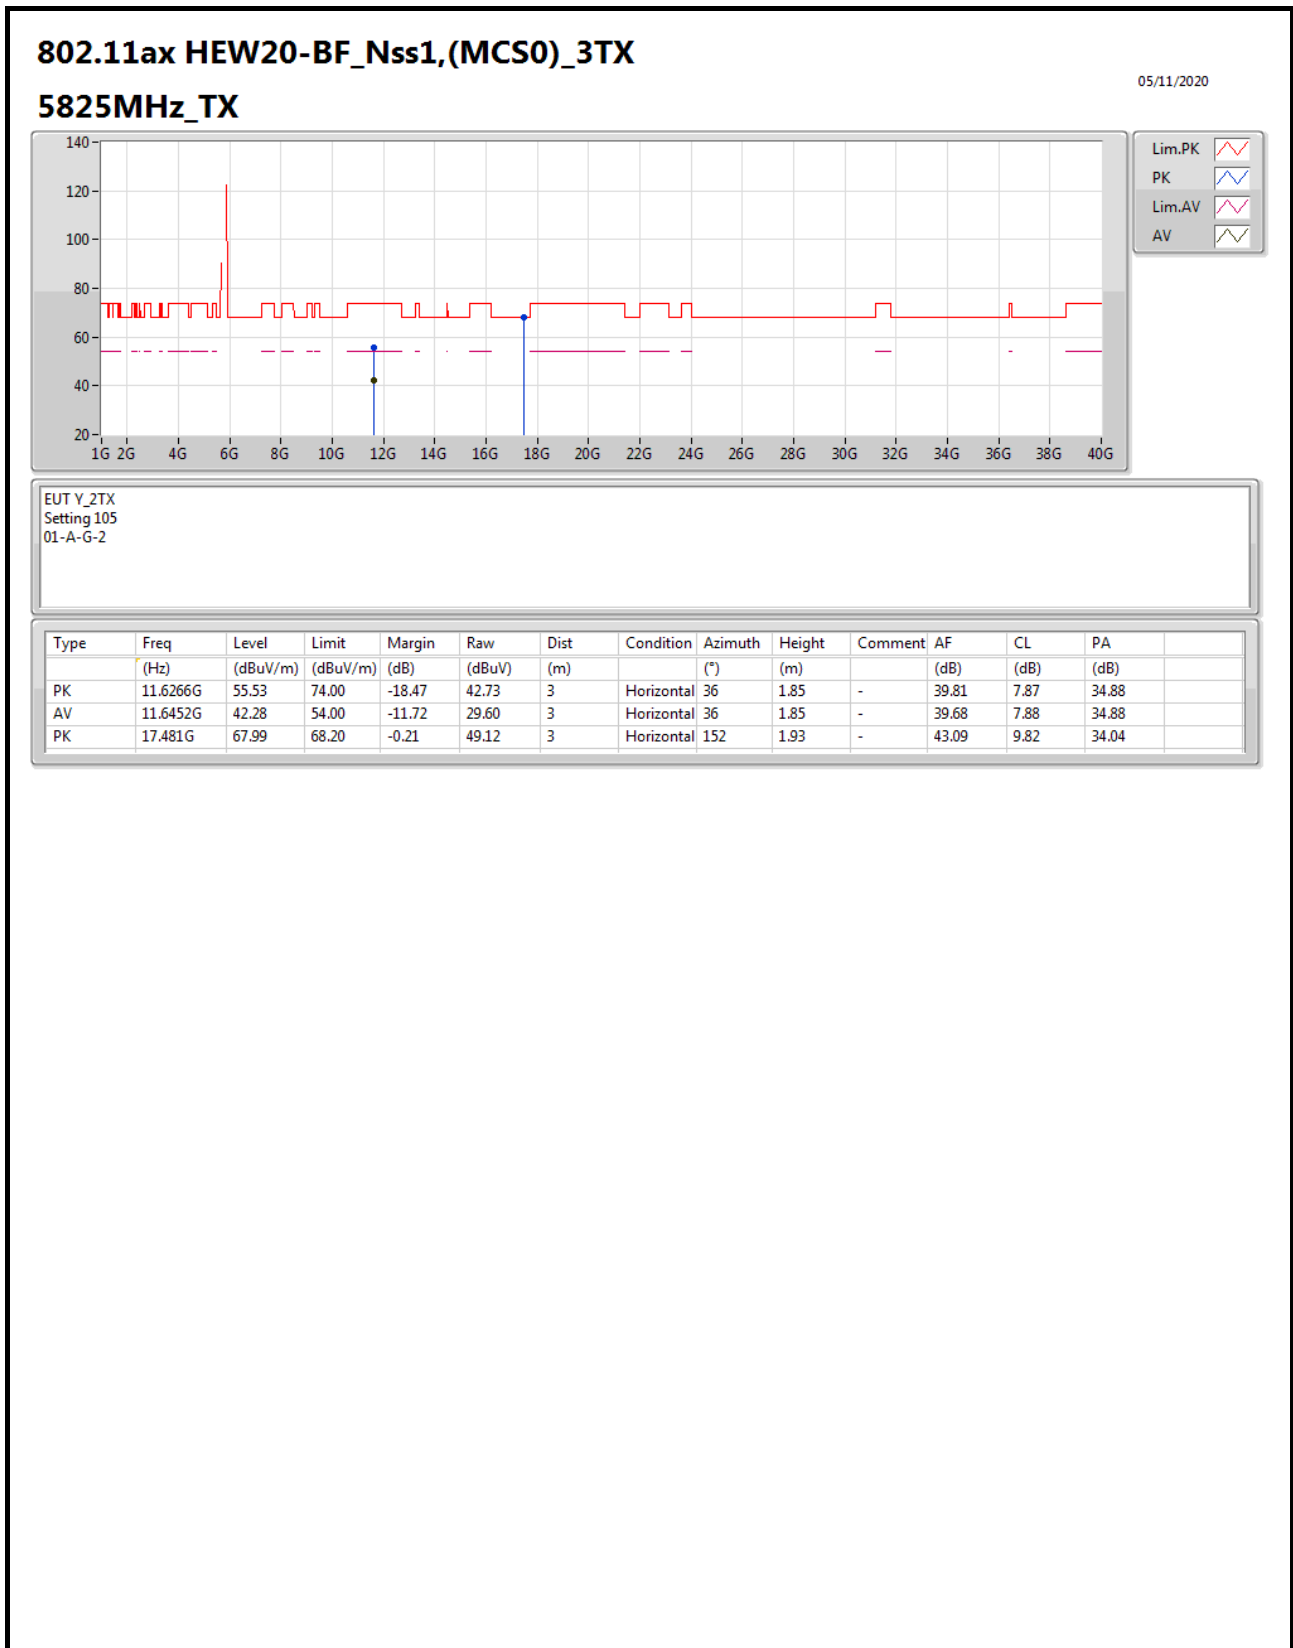 802.11ax HEW20-BF_Nss1,(MCS0)_3TX
05/11/2020
5825MHz_TX
140
120
100
80
60
40
20
1G 2G 4G 6G 8G 10G 12G 14G 16G 18G 20G 22G 24G 26G 28G 30G 32G 34G 36G 38G 40G
Lim.PK
PK
Lim.AV
AV
EUT Y_2TX
Setting 105
01-A-G-2
Type Freq Level Limit Margin Raw Dist Condition Azimuth Height Comment AF CL PA
(Hz) (dBuV/m) (dBuV/m) (dB) (dBuV) (m) (°) (m) (dB) (dB) (dB)
PK 11.6266G 55.53 74.00 -18.47 42.73 3 Horizontal 36 1.85 - 39.81 7.87 34.88
AV 11.6452G 42.28 54.00 -11.72 29.60 3 Horizontal 36 1.85 - 39.68 7.88 34.88
PK 17.481G 67.99 68.20 -0.21 49.12 3 Horizontal 152 1.93 - 43.09 9.82 34.04